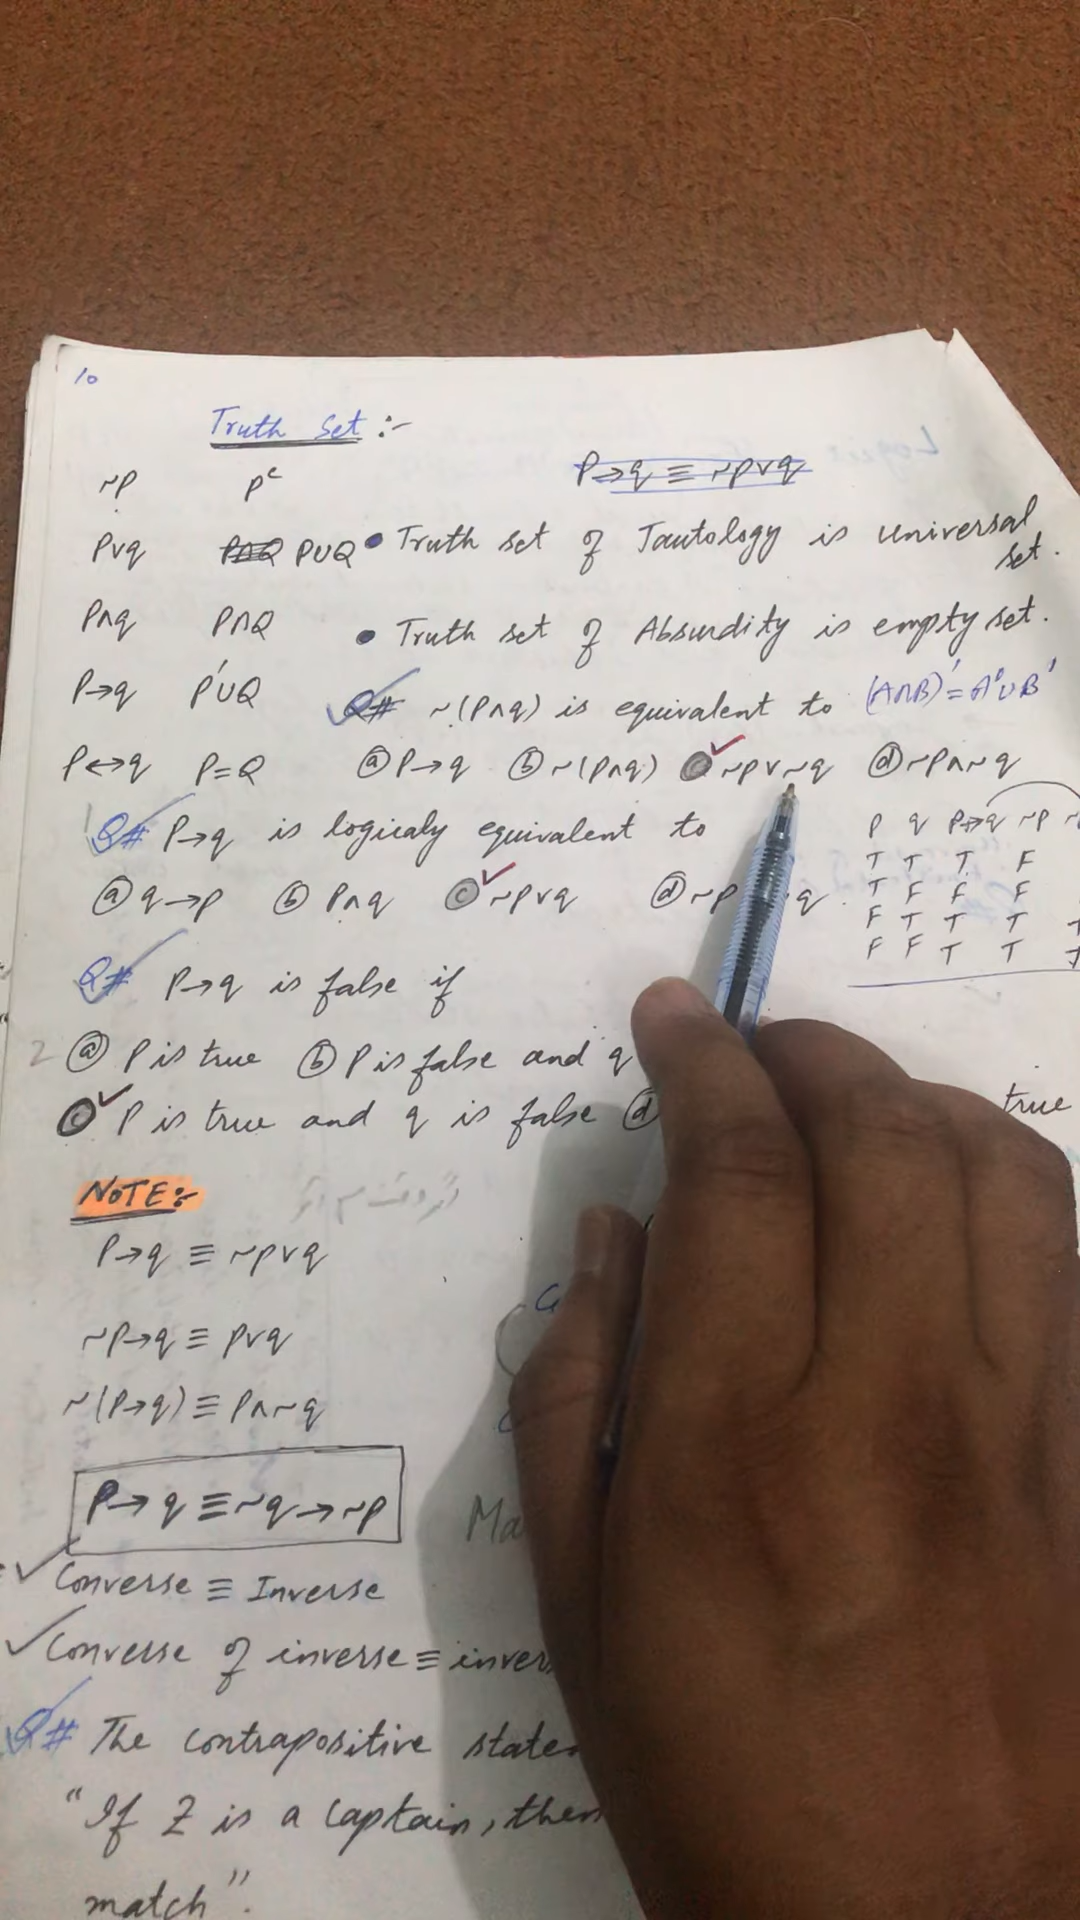 10
Truth Set :-
~p   Pᶜ   P→q ≡ ~p∨q
p∨q   P∪Q   • Truth set of Tautology is universal set.
p∧q   P∩Q   • Truth set of Absurdity is empty set.
P→q   P′∪Q   Q# ~(P∧q) is equivalent to (A∩B)′ = A′∪B′
P↔q   P=Q   ⓐ P→q   ⓑ ~(p∧q)   ⓒ ~p∨~q   ⓓ ~p∧~q
Q# P→q is logicaly equivalent to
ⓐ q→p   ⓑ P∧q   ⓒ ~p∨q   ⓓ ~p q
P   q   P→q   ~p
T   T   T   F
T   F   F   F
F   T   T   T
F   F   T   T
Q# P→q is false if
2 ⓐ P is true   ⓑ P is false and q
ⓒ P is true and q is false   ⓓ true
NOTE:-
P→q ≡ ~p∨q
~P→q ≡ p∨q
~(P→q) ≡ P∧~q
P→q ≡ ~q→~p
Ma
Converse ≡ Inverse
Converse of inverse ≡
Q# The contrapositive
"If Z is a captain, then
match".